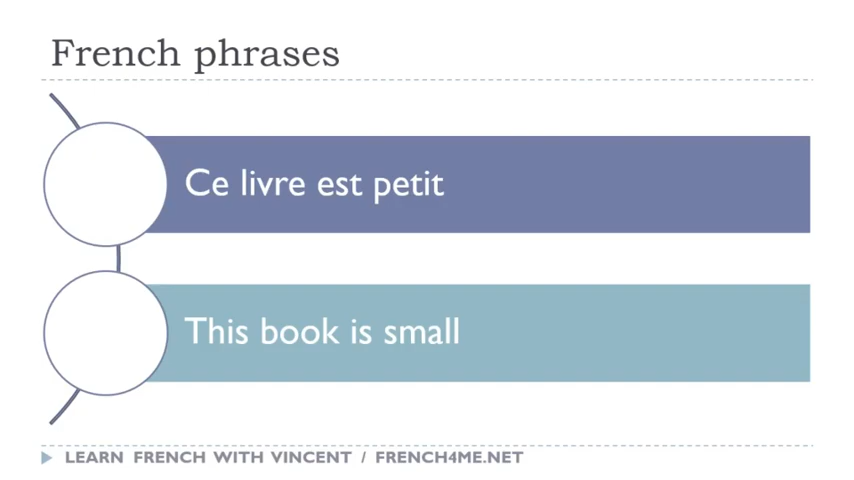 French phrases
Ce livre est petit
This book is small
LEARN FRENCH WITH VINCENT / FRENCH4ME.NET